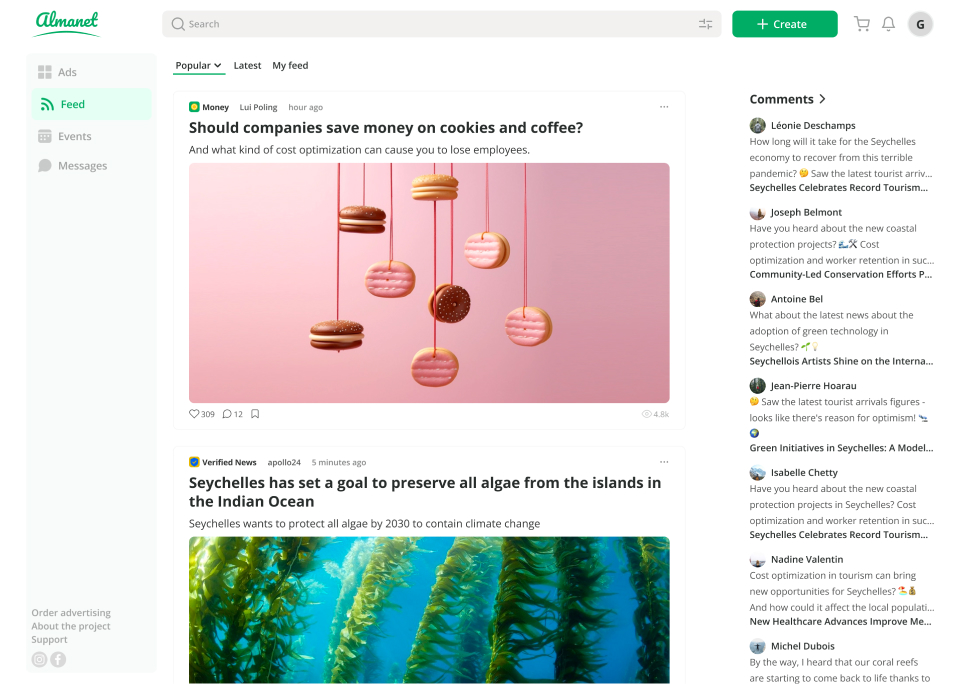 Almanet
Search
+ Create
G
Ads
Feed
Events
Messages
Order advertising
About the project
Support
Popular Latest My feed
Money Lui Poling hour ago
Should companies save money on cookies and coffee?
And what kind of cost optimization can cause you to lose employees.
309 12 4.8k
Verified News apollo24 5 minutes ago
Seychelles has set a goal to preserve all algae from the islands in
the Indian Ocean
Seychelles wants to protect all algae by 2030 to contain climate change
Comments
Léonie Deschamps
How long will it take for the Seychelles
economy to recover from this terrible
pandemic? 🤔 Saw the latest tourist arriv...
Seychelles Celebrates Record Tourism...
Joseph Belmont
Have you heard about the new coastal
protection projects? 🌊🛠 Cost
optimization and worker retention in suc...
Community-Led Conservation Efforts P...
Antoine Bel
What about the latest news about the
adoption of green technology in
Seychelles? 🌱💡
Seychellois Artists Shine on the Interna...
Jean-Pierre Hoarau
🤔 Saw the latest tourist arrivals figures -
looks like there's reason for optimism! 🛬
🌍
Green Initiatives in Seychelles: A Model...
Isabelle Chetty
Have you heard about the new coastal
protection projects in Seychelles? Cost
optimization and worker retention in suc...
Seychelles Celebrates Record Tourism...
Nadine Valentin
Cost optimization in tourism can bring
new opportunities for Seychelles? 🏖💰
And how could it affect the local populati...
New Healthcare Advances Improve Me...
Michel Dubois
By the way, I heard that our coral reefs
are starting to come back to life thanks to